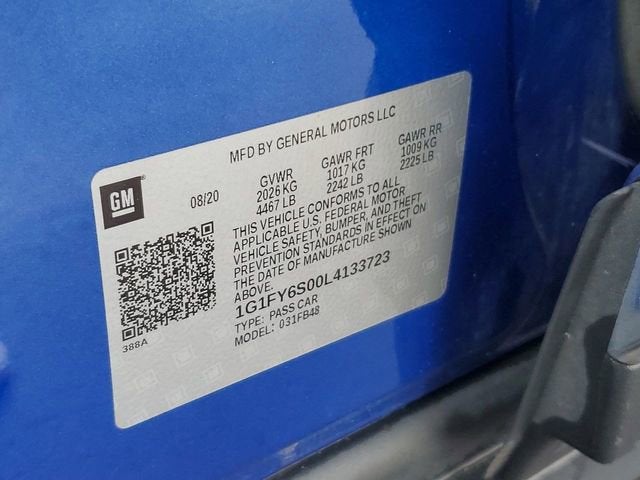 MFD BY GENERAL MOTORS LLC
GM
08/20
GVWR
2026 KG
4467 LB
GAWR FRT
1017 KG
2242 LB
GAWR RR
1009 KG
2225 LB
THIS VEHICLE CONFORMS TO ALL
APPLICABLE U.S. FEDERAL MOTOR
VEHICLE SAFETY, BUMPER, AND THEFT
PREVENTION STANDARDS IN EFFECT ON
THE DATE OF MANUFACTURE SHOWN
ABOVE.
1G1FY6S00L4133723
TYPE: PASS CAR
MODEL: 031FB48
388A